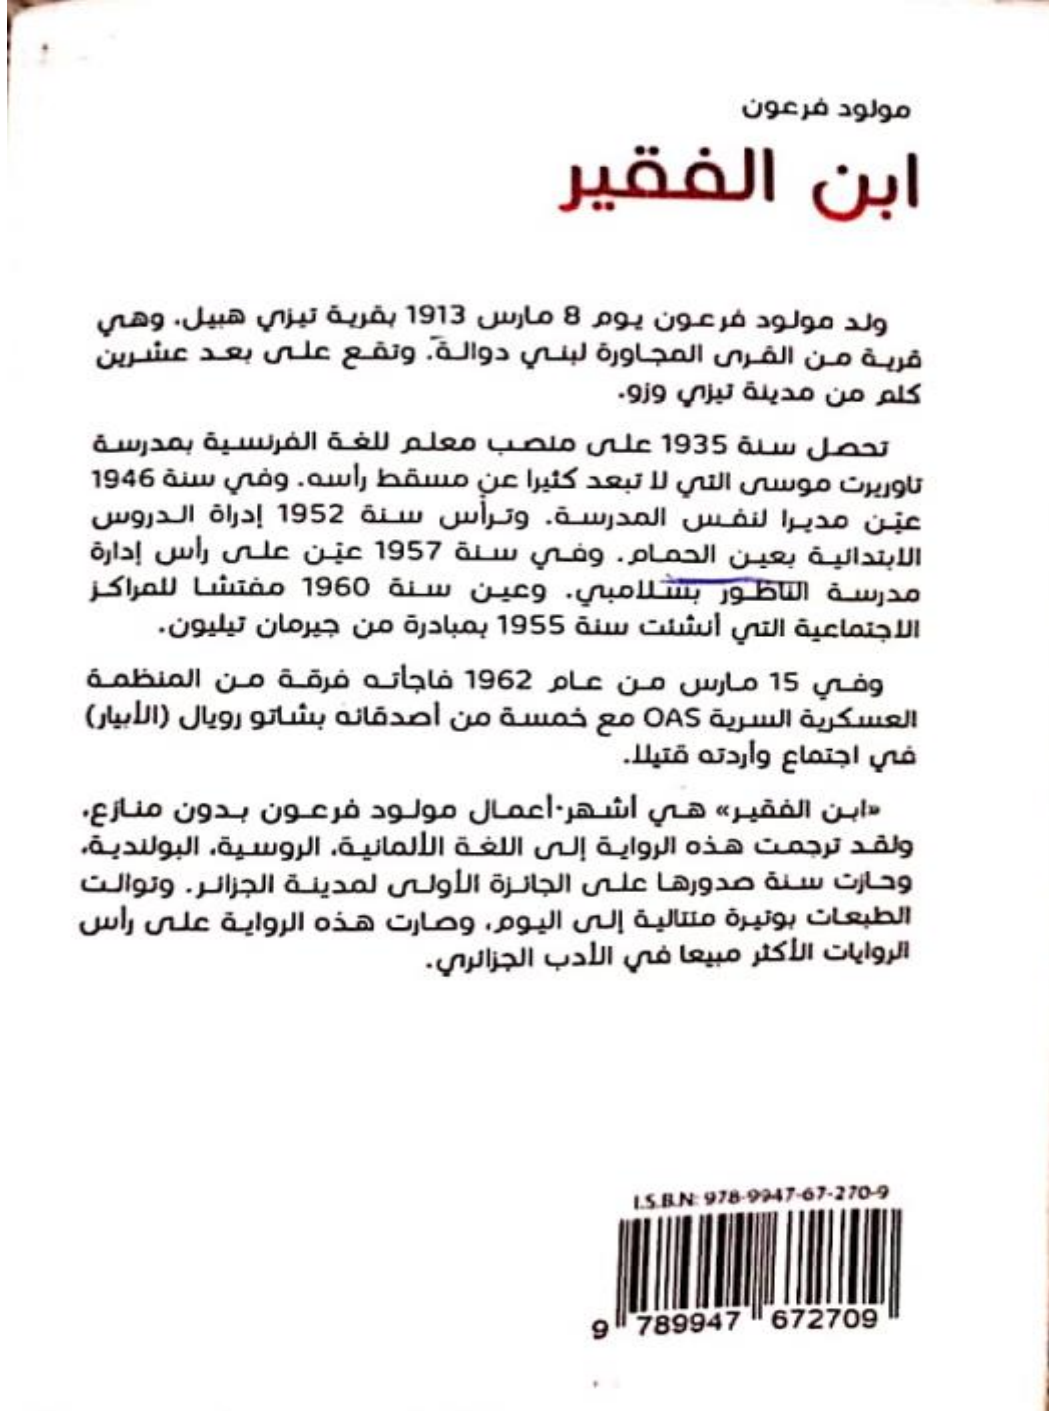 مولود فرعون
ابن الفقير
ولد مولود فرعون يوم 8 مارس 1913 بقرية تيزي هيبل، وهي
قرية من القرى المجاورة لبني دوالة. وتقع على بعد عشرين
كلم من مدينة تيزي وزو.
تحصل سنة 1935 على منصب معلم للغة الفرنسية بمدرسة
تاوريرت موسى التي لا تبعد كثيرا عن مسقط رأسه. وفي سنة 1946
عيّن مديرا لنفس المدرسة. وترأس سنة 1952 إدراة الدروس
الابتدائية بعين الحمام. وفي سنة 1957 عيّن على رأس إدارة
مدرسة الناظور بسلامبي. وعين سنة 1960 مفتشا للمراكز
الاجتماعية التي أنشئت سنة 1955 بمبادرة من جيرمان تيليون.
وفي 15 مارس من عام 1962 فاجأته فرقة من المنظمة
العسكرية السرية OAS مع خمسة من أصدقائه بشاتو رويال (الأبيار)
في اجتماع وأردته قتيلا.
«ابن الفقير» هي أشهر أعمال مولود فرعون بدون منازع،
ولقد ترجمت هذه الرواية إلى اللغة الألمانية، الروسية، البولندية،
وحازت سنة صدورها على الجائزة الأولى لمدينة الجزائر. وتوالت
الطبعات بوتيرة متتالية إلى اليوم، وصارت هذه الرواية على رأس
الروايات الأكثر مبيعا في الأدب الجزائري.
I.S.B.N: 978-9947-67-270-9
9 789947 672709